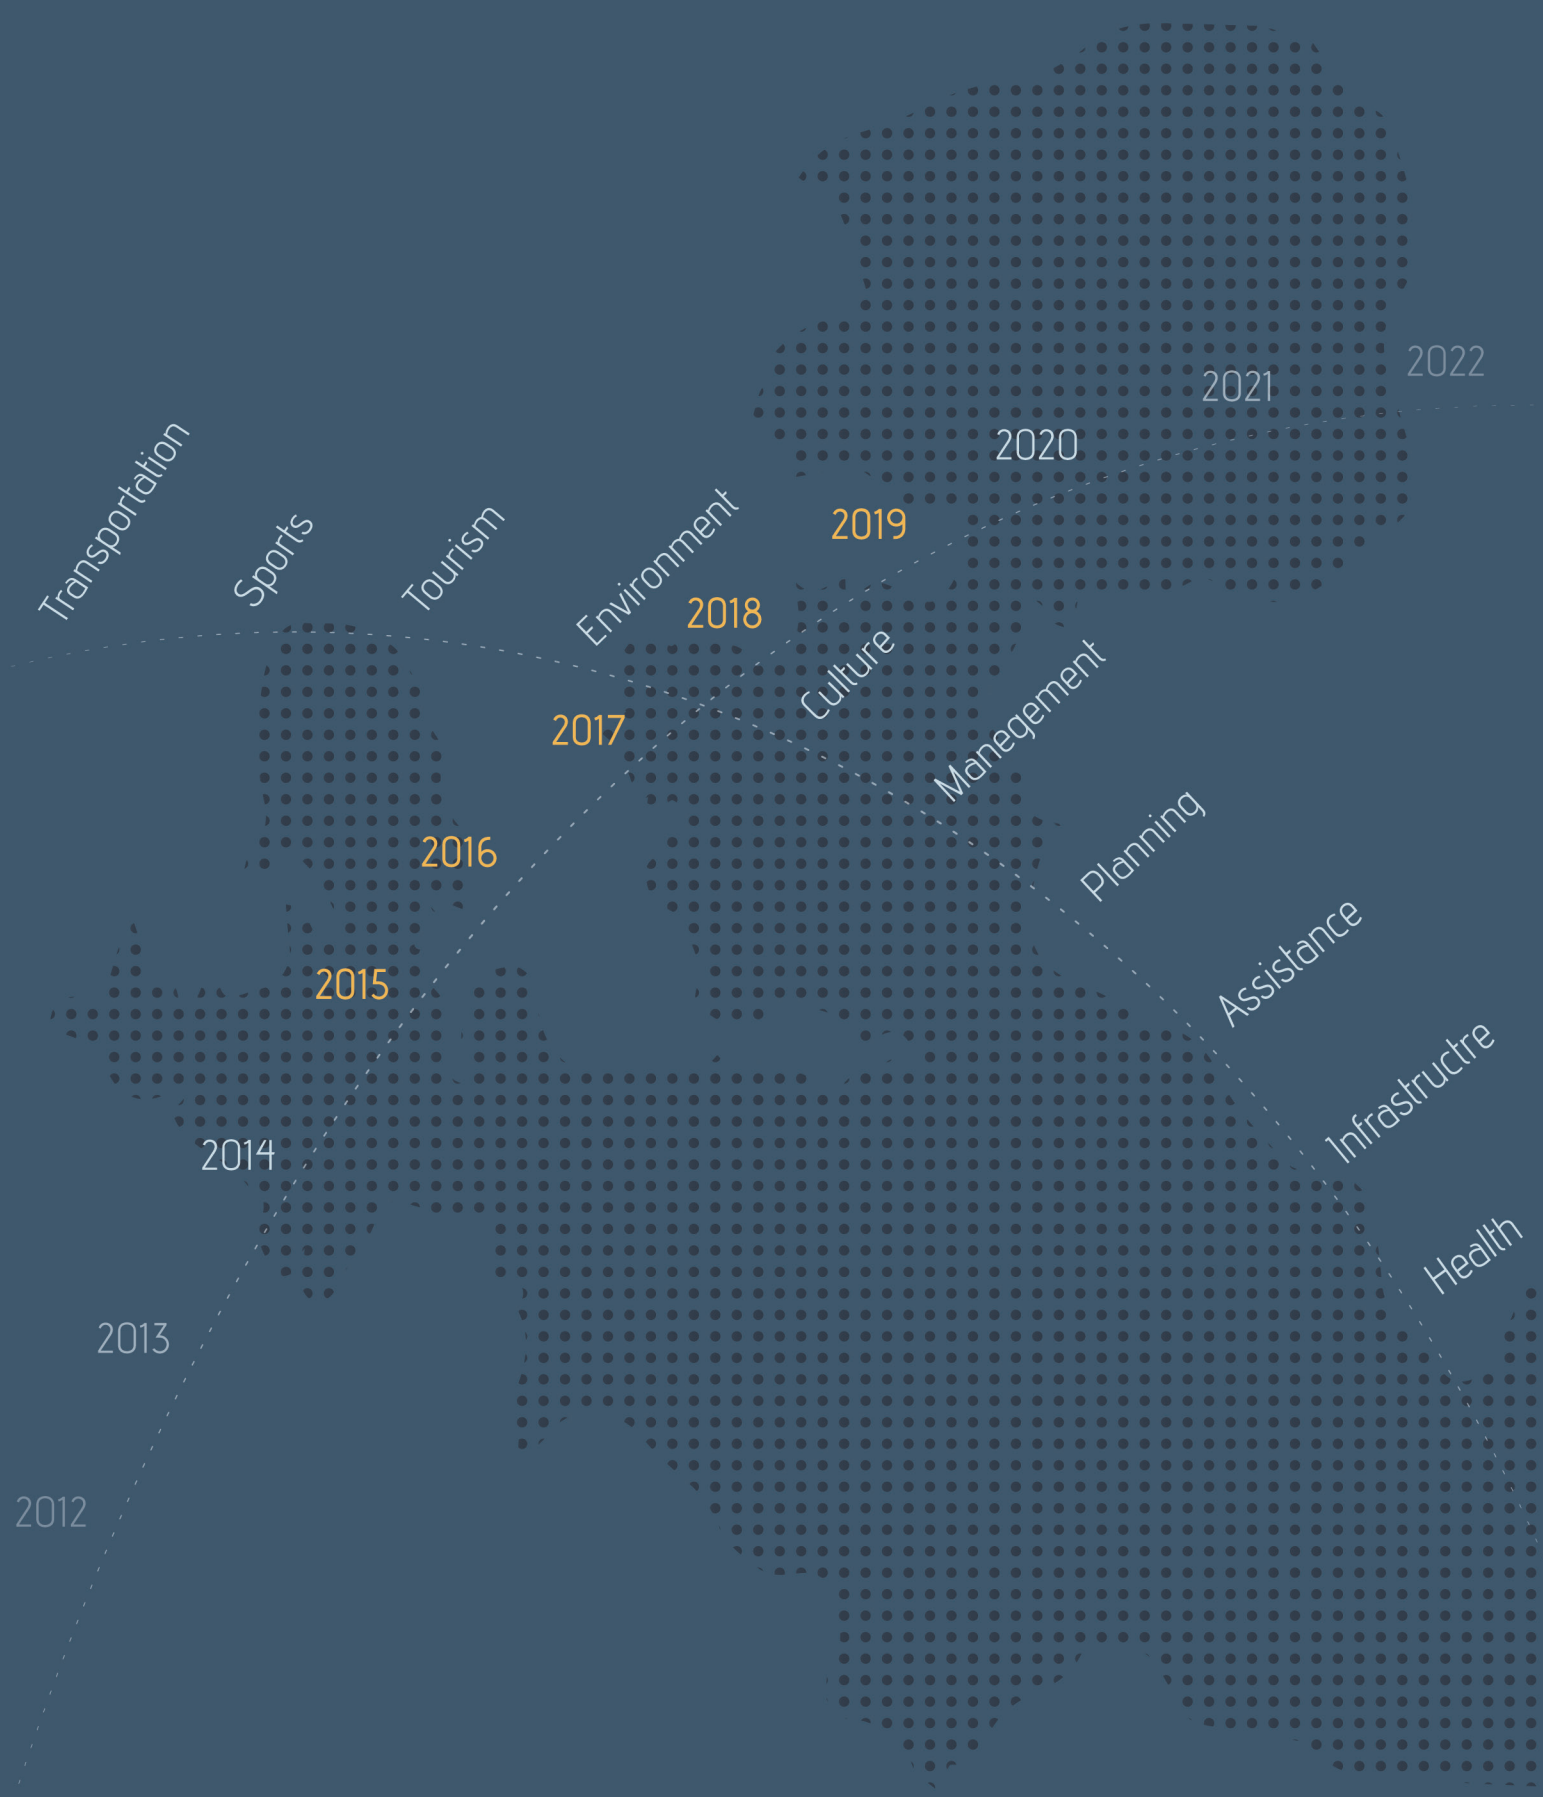 2022
2021
2020
2019
2018
2017
2016
2015
2014
2013
2012
Transportation
Sports
Tourism
Environment
Culture
Manegement
Planning
Assistance
Infrastructre
Health